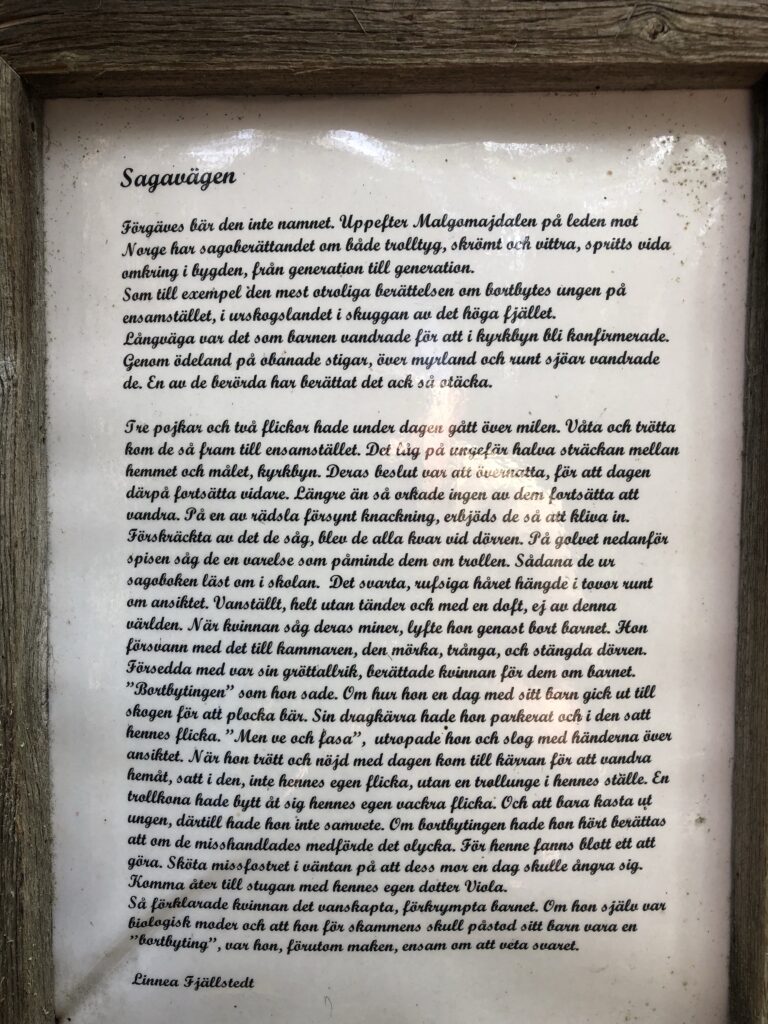 Sagavägen
Förgäves bär den inte namnet. Uppefter Malgomajdalen på leden mot
Norge har sagoberättandet om både trolltyg, skrömt och vittra, spritts vida
omkring i bygden, från generation till generation.
Som till exempel den mest otroliga berättelsen om bortbytes ungen på
ensamstället, i urskogslandet i skuggan av det höga fjället.
Långväga var det som barnen vandrade för att i kyrkbyn bli konfirmerade.
Genom ödeland på obanade stigar, över myrland och runt sjöar vandrade
de. En av de berörda har berättat det ack så otäcka.
Tre pojkar och två flickor hade under dagen gått över milen. Våta och trötta
kom de så fram till ensamstället. Det låg på ungefär halva sträckan mellan
hemmet och målet, kyrkbyn. Deras beslut var att övernatta, för att dagen
därpå fortsätta vidare. Längre än så orkade ingen av dem fortsätta att
vandra. På en av rädsla försynt knackning, erbjöds de så att kliva in.
Förskräckta av det de såg, blev de alla kvar vid dörren. På golvet nedanför
spisen såg de en varelse som påminde dem om trollen. Sådana de ur
sagoboken läst om i skolan. Det svarta, rufsiga håret hängde i tovor runt
om ansiktet. Vanställt, helt utan tänder och med en doft, ej av denna
världen. När kvinnan såg deras miner, lyfte hon genast bort barnet. Hon
försvann med det till kammaren, den mörka, trånga, och stängda dörren.
Försedda med var sin gröttallrik, berättade kvinnan för dem om barnet.
"Bortbytingen" som hon sade. Om hur hon en dag med sitt barn gick ut till
skogen för att plocka bär. Sin dragkärra hade hon parkerat och i den satt
hennes flicka. "Men ve och fasa", utropade hon och slog med händerna över
ansiktet. När hon trött och nöjd med dagen kom till kärran för att vandra
hemåt, satt i den, inte hennes egen flicka, utan en trollunge i hennes ställe. En
trollkona hade bytt åt sig hennes egen vackra flicka. Och att bara kasta ut
ungen, därtill hade hon inte samvete. Om bortbytingen hade hon hört berättas
att om de misshandlades medförde det olycka. För henne fanns blott ett att
göra. Sköta missfostret i väntan på att dess mor en dag skulle ångra sig.
Komma åter till stugan med hennes egen dotter Viola.
Så förklarade kvinnan det vanskapta, förkrympta barnet. Om hon själv var
biologisk moder och att hon för skammens skull påstod sitt barn vara en
"bortbyting", var hon, förutom maken, ensam om att veta svaret.
Linnea Fjällstedt